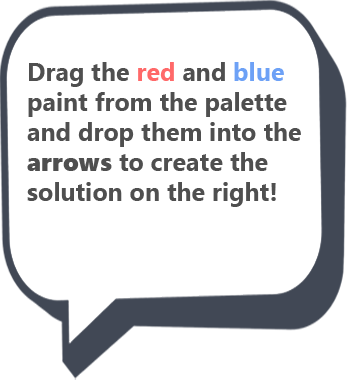 Drag the red and blue
paint from the palette
and drop them into the
arrows to create the
solution on the right!